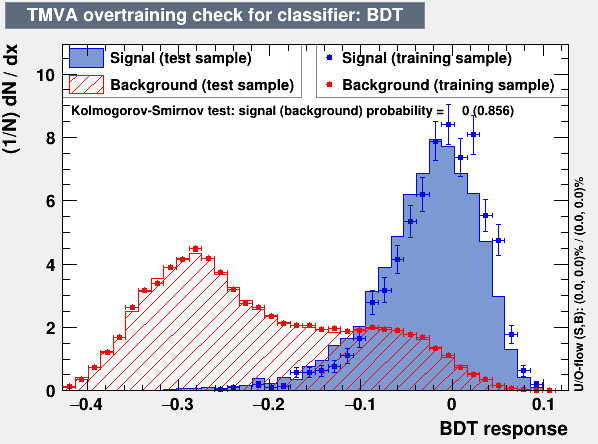 TMVA overtraining check for classifier: BDT
(1/N) dN / dx
Signal (test sample)
Background (test sample)
Signal (training sample)
Background (training sample)
Kolmogorov-Smirnov test: signal (background) probability = 0 (0.856)
10
8
6
4
2
0
−0.4 −0.3 −0.2 −0.1 0 0.1
BDT response
U/O-flow (S,B): (0.0, 0.0)% / (0.0, 0.0)%